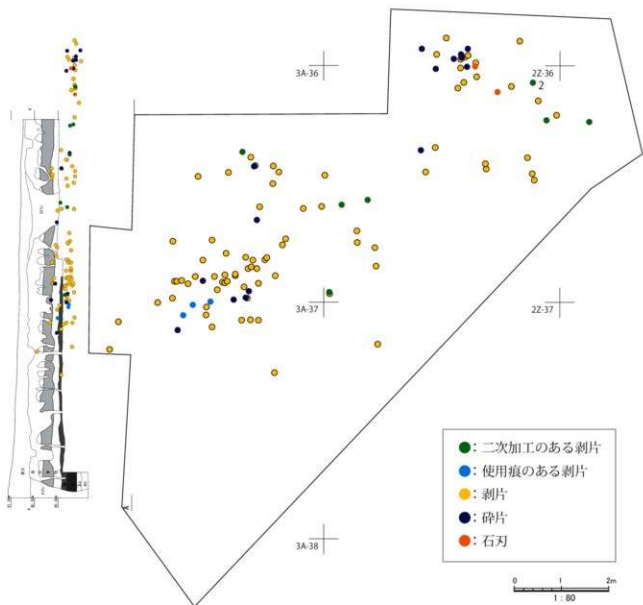 3A-36
2Z-36
2
3A-37
2Z-37
3A-38
A
：二次加工のある剥片
：使用痕のある剥片
：剥片
：砕片
：石刃
0 1 2m
1：80